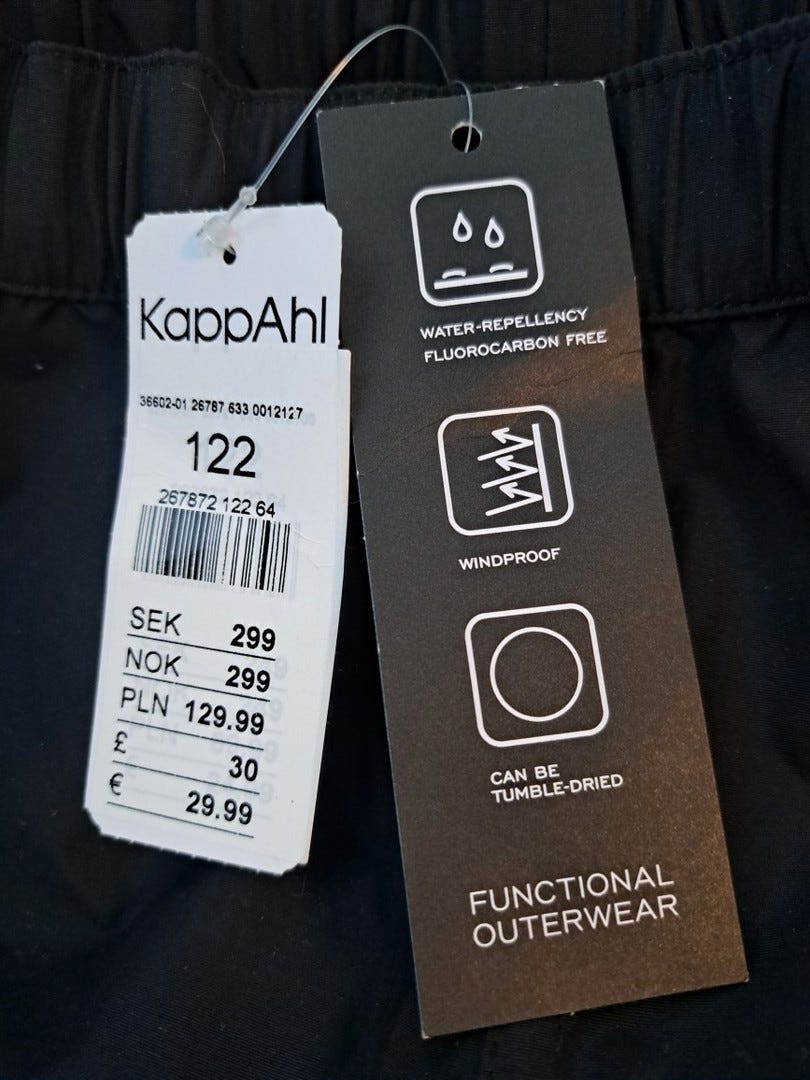 KappAhl
36602-01 26787 633 0012127
122
267872 122 64
SEK 299
NOK 299
PLN 129.99
£ 30
€ 29.99
WATER-REPELLENCY
FLUOROCARBON FREE
WINDPROOF
CAN BE
TUMBLE-DRIED
FUNCTIONAL
OUTERWEAR